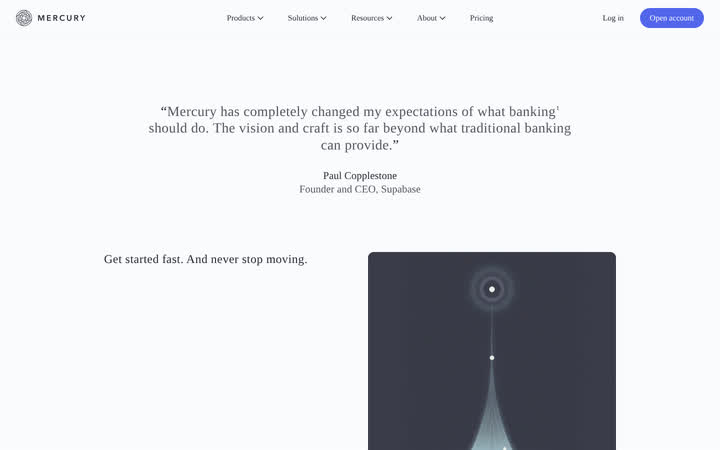 MERCURY
Products
Solutions
Resources
About
Pricing
Log in
Open account
“Mercury has completely changed my expectations of what banking¹
should do. The vision and craft is so far beyond what traditional banking
can provide.”
Paul Copplestone
Founder and CEO, Supabase
Get started fast. And never stop moving.